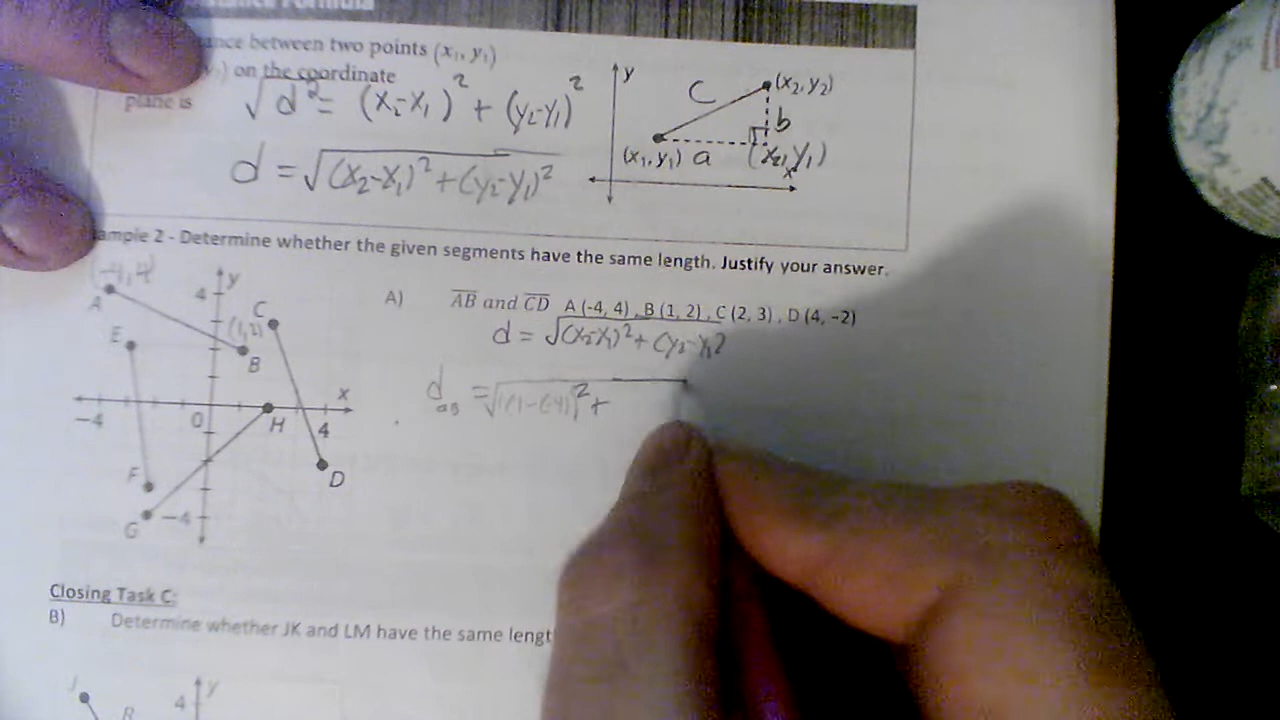 ance between two points (x₁, y₁)
) on the coordinate
plane is
√d² = (x₂-x₁)² + (y₂-y₁)²
d = √(x₂-x₁)² + (y₂-y₁)²
y
C
(x₂, y₂)
b
(x₁, y₁) a (x₂, y₁)
x
ample 2 - Determine whether the given segments have the same length. Justify your answer.
(-4, 4)
A
4
y
C
E
(1, 2)
B
x
-4
0
H
4
F
D
G
-4
A) AB and CD A (-4, 4) , B (1, 2) , C (2, 3) , D (4, -2)
d = √(x₂-x₁)² + (y₂-y₁)²
d AB = √(1-(-4))² +
Closing Task C:
B) Determine whether JK and LM have the same lengt
J
4
y